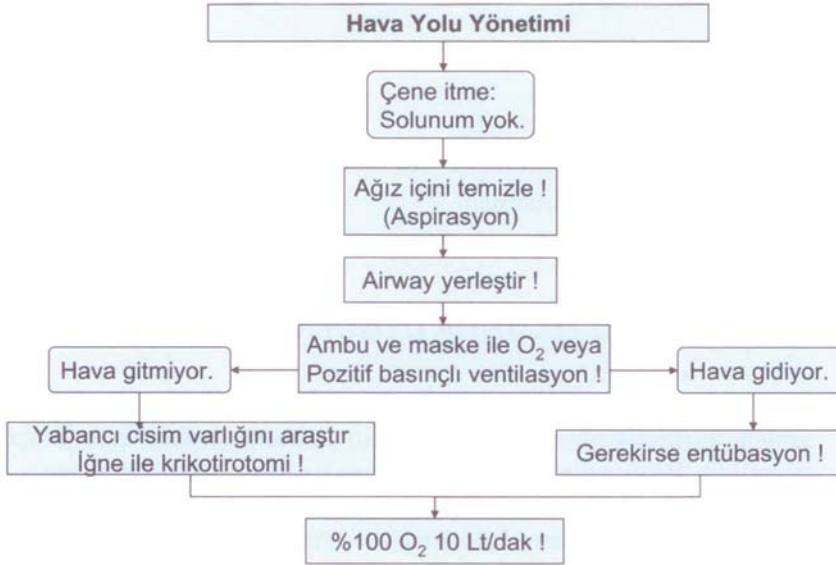 Hava Yolu Yönetimi
Çene itme:
Solunum yok.
Ağız içini temizle !
(Aspirasyon)
Airway yerleştir !
Ambu ve maske ile O₂ veya
Pozitif basınçlı ventilasyon !
Hava gitmiyor.
Hava gidiyor.
Yabancı cisim varlığını araştır
İğne ile krikotirotomi !
Gerekirse entübasyon !
%100 O₂ 10 Lt/dak !